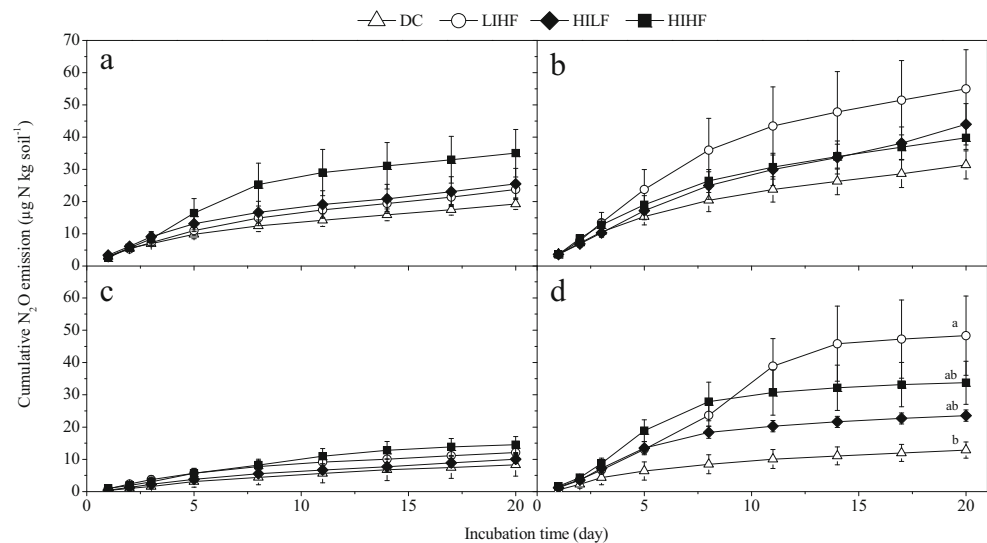 DC LIHF HILF HIHF
Cumulative N₂O emission (µg N kg soil⁻¹)
70
60
50
40
30
20
10
0
a
b
60
50
40
30
20
10
0
c
d
a
ab
ab
b
0 5 10 15 20
0 5 10 15 20
Incubation time (day)